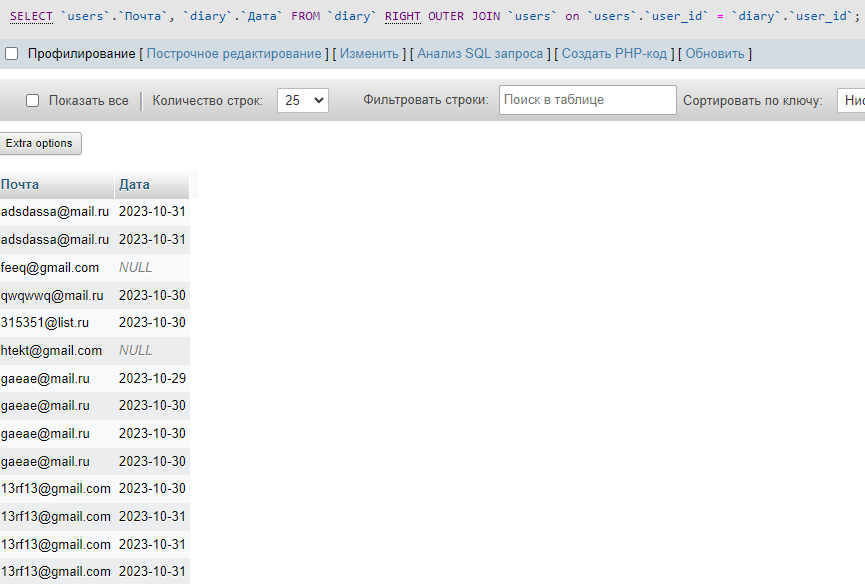 SELECT `users`.`Почта`, `diary`.`Дата` FROM `diary` RIGHT OUTER JOIN `users` on `users`.`user_id` = `diary`.`user_id`;
Профилирование [ Построчное редактирование ] [ Изменить ] [ Анализ SQL запроса ] [ Создать PHP-код ] [ Обновить ]
Показать все | Количество строк: 25 Фильтровать строки: Поиск в таблице Сортировать по ключу: Нис
Extra options
Почта Дата
adsdassa@mail.ru 2023-10-31
adsdassa@mail.ru 2023-10-31
feeq@gmail.com NULL
qwqwwq@mail.ru 2023-10-30
315351@list.ru 2023-10-30
htekt@gmail.com NULL
gaeae@mail.ru 2023-10-29
gaeae@mail.ru 2023-10-30
gaeae@mail.ru 2023-10-30
gaeae@mail.ru 2023-10-30
13rf13@gmail.com 2023-10-30
13rf13@gmail.com 2023-10-31
13rf13@gmail.com 2023-10-31
13rf13@gmail.com 2023-10-31